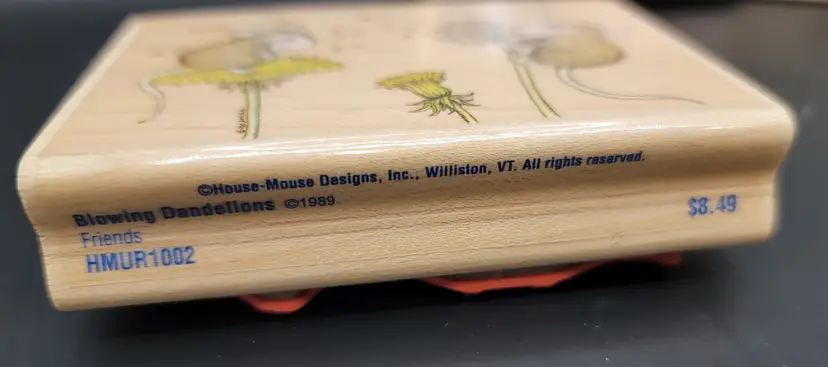 ©House-Mouse Designs, Inc., Williston, VT. All rights reserved.
Blowing Dandelions ©1989
Friends
HMUR1002
$8.49